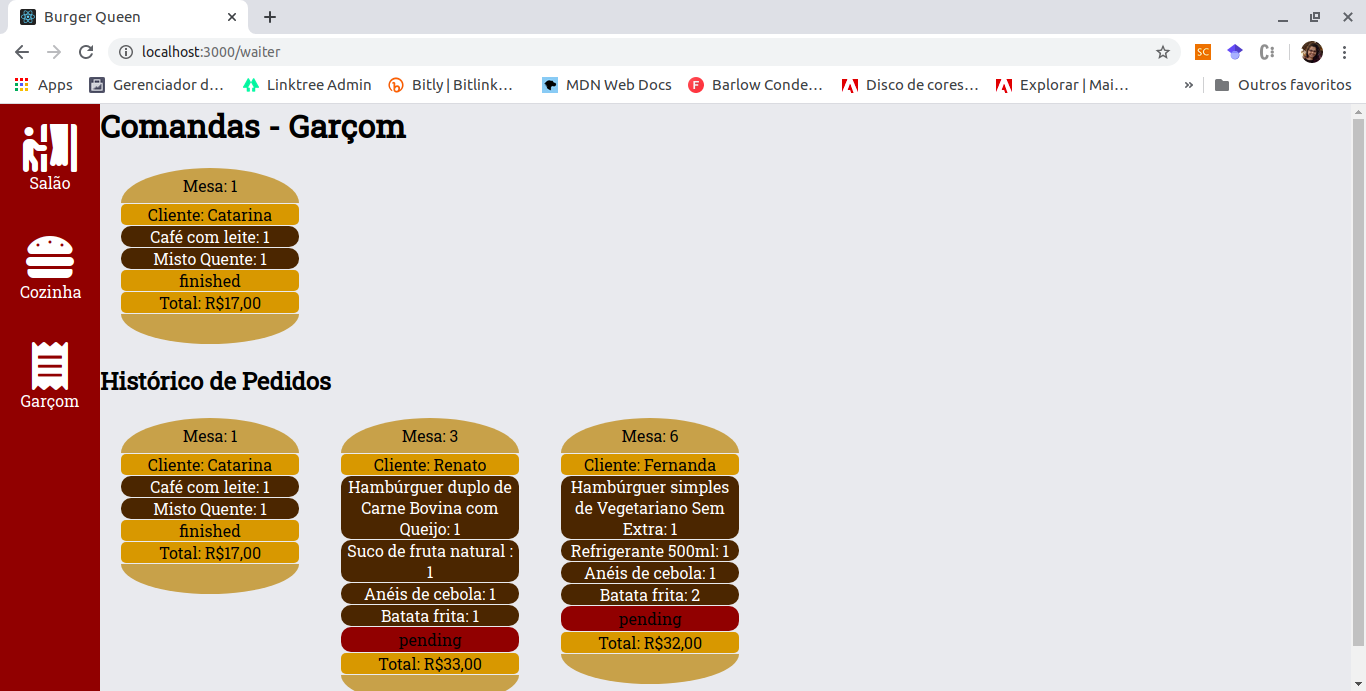 Burger Queen
localhost:3000/waiter
SC
Apps
Gerenciador d...
Linktree Admin
Bitly | Bitlink...
MDN Web Docs
F
Barlow Conde...
Disco de cores...
Explorar | Mai...
»
Outros favoritos
Salão
Cozinha
Garçom
Comandas - Garçom
Mesa: 1
Cliente: Catarina
Café com leite: 1
Misto Quente: 1
finished
Total: R$17,00
Histórico de Pedidos
Mesa: 1
Cliente: Catarina
Café com leite: 1
Misto Quente: 1
finished
Total: R$17,00
Mesa: 3
Cliente: Renato
Hambúrguer duplo de
Carne Bovina com
Queijo: 1
Suco de fruta natural :
1
Anéis de cebola: 1
Batata frita: 1
pending
Total: R$33,00
Mesa: 6
Cliente: Fernanda
Hambúrguer simples
de Vegetariano Sem
Extra: 1
Refrigerante 500ml: 1
Anéis de cebola: 1
Batata frita: 2
pending
Total: R$32,00